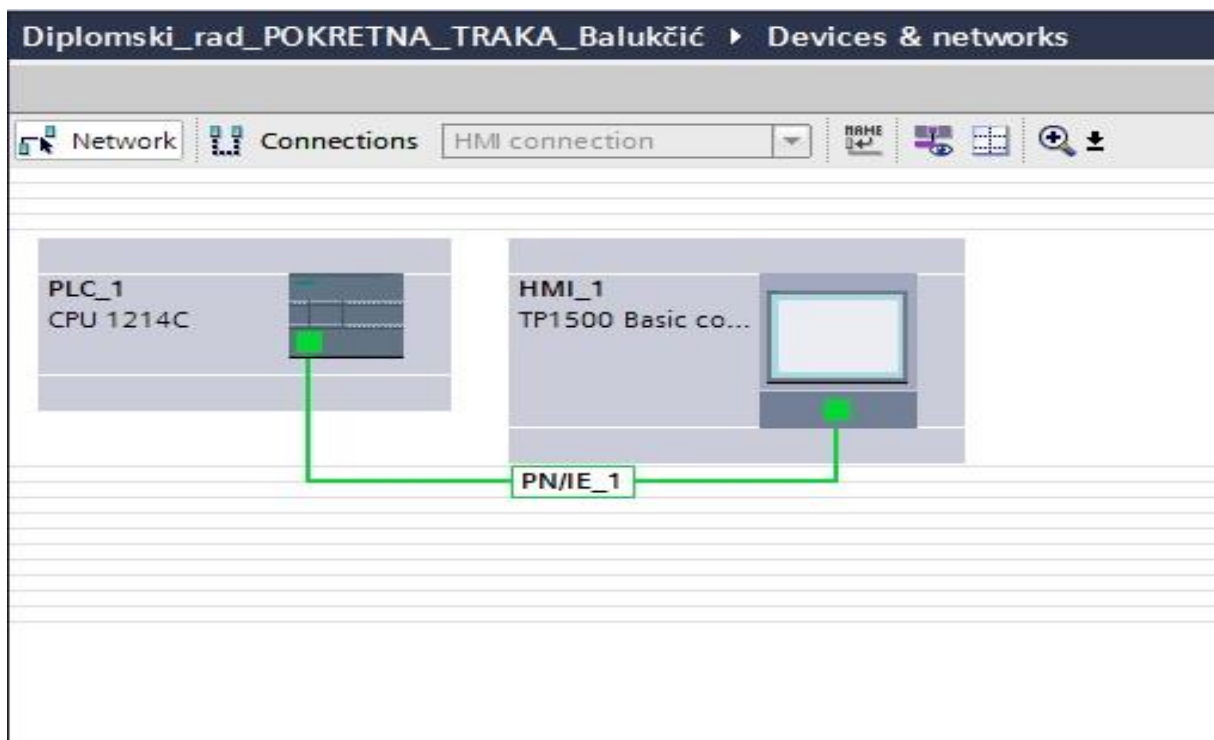 Diplomski_rad_POKRETNA_TRAKA_Balukčić ▸ Devices & networks
Network Connections HMI connection NAME
PLC_1
CPU 1214C
HMI_1
TP1500 Basic co...
PN/IE_1